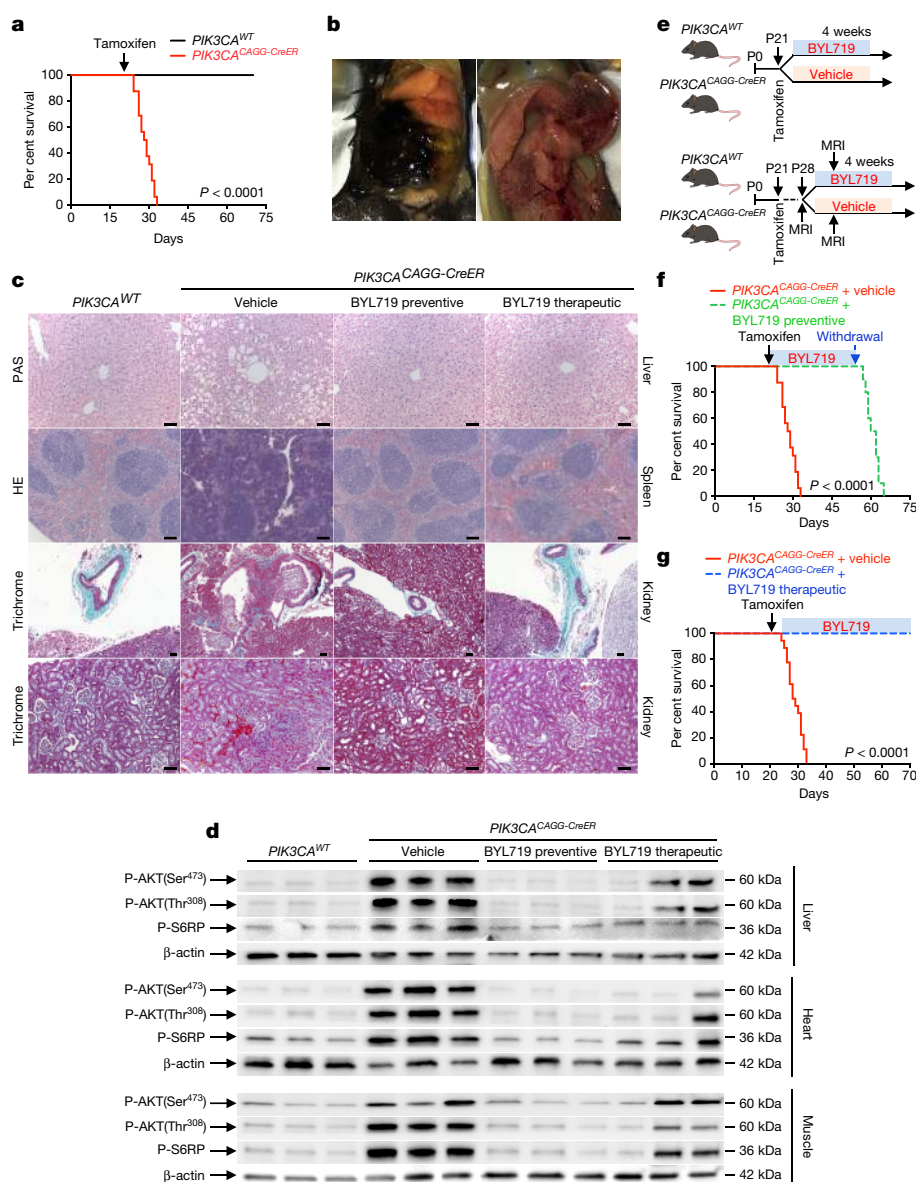 a
Tamoxifen
PIK3CA^WT
PIK3CA^CAGG-CreER
100
80
60
40
20
0
Per cent survival
P < 0.0001
0 15 30 45 60 75
Days
b
e
PIK3CA^WT
PIK3CA^CAGG-CreER
P0
P21
Tamoxifen
4 weeks
BYL719
Vehicle
PIK3CA^WT
PIK3CA^CAGG-CreER
P0
P21 P28
Tamoxifen
MRI
MRI
4 weeks
BYL719
Vehicle
MRI
c
PIK3CA^CAGG-CreER
PIK3CA^WT Vehicle BYL719 preventive BYL719 therapeutic
PAS Liver
HE Spleen
Trichrome Kidney
Trichrome Kidney
f
PIK3CA^CAGG-CreER + vehicle
PIK3CA^CAGG-CreER +
BYL719 preventive
Tamoxifen Withdrawal
BYL719
100
80
60
40
20
0
Per cent survival
P < 0.0001
0 15 30 45 60 75
Days
g
PIK3CA^CAGG-CreER + vehicle
PIK3CA^CAGG-CreER +
BYL719 therapeutic
Tamoxifen
BYL719
100
80
60
40
20
0
Per cent survival
P < 0.0001
0 10 20 30 40 50 60 70
Days
d
PIK3CA^CAGG-CreER
PIK3CA^WT Vehicle BYL719 preventive BYL719 therapeutic
P-AKT(Ser^473) 60 kDa
P-AKT(Thr^308) 60 kDa
P-S6RP 36 kDa
β-actin 42 kDa
Liver
P-AKT(Ser^473) 60 kDa
P-AKT(Thr^308) 60 kDa
P-S6RP 36 kDa
β-actin 42 kDa
Heart
P-AKT(Ser^473) 60 kDa
P-AKT(Thr^308) 60 kDa
P-S6RP 36 kDa
β-actin 42 kDa
Muscle